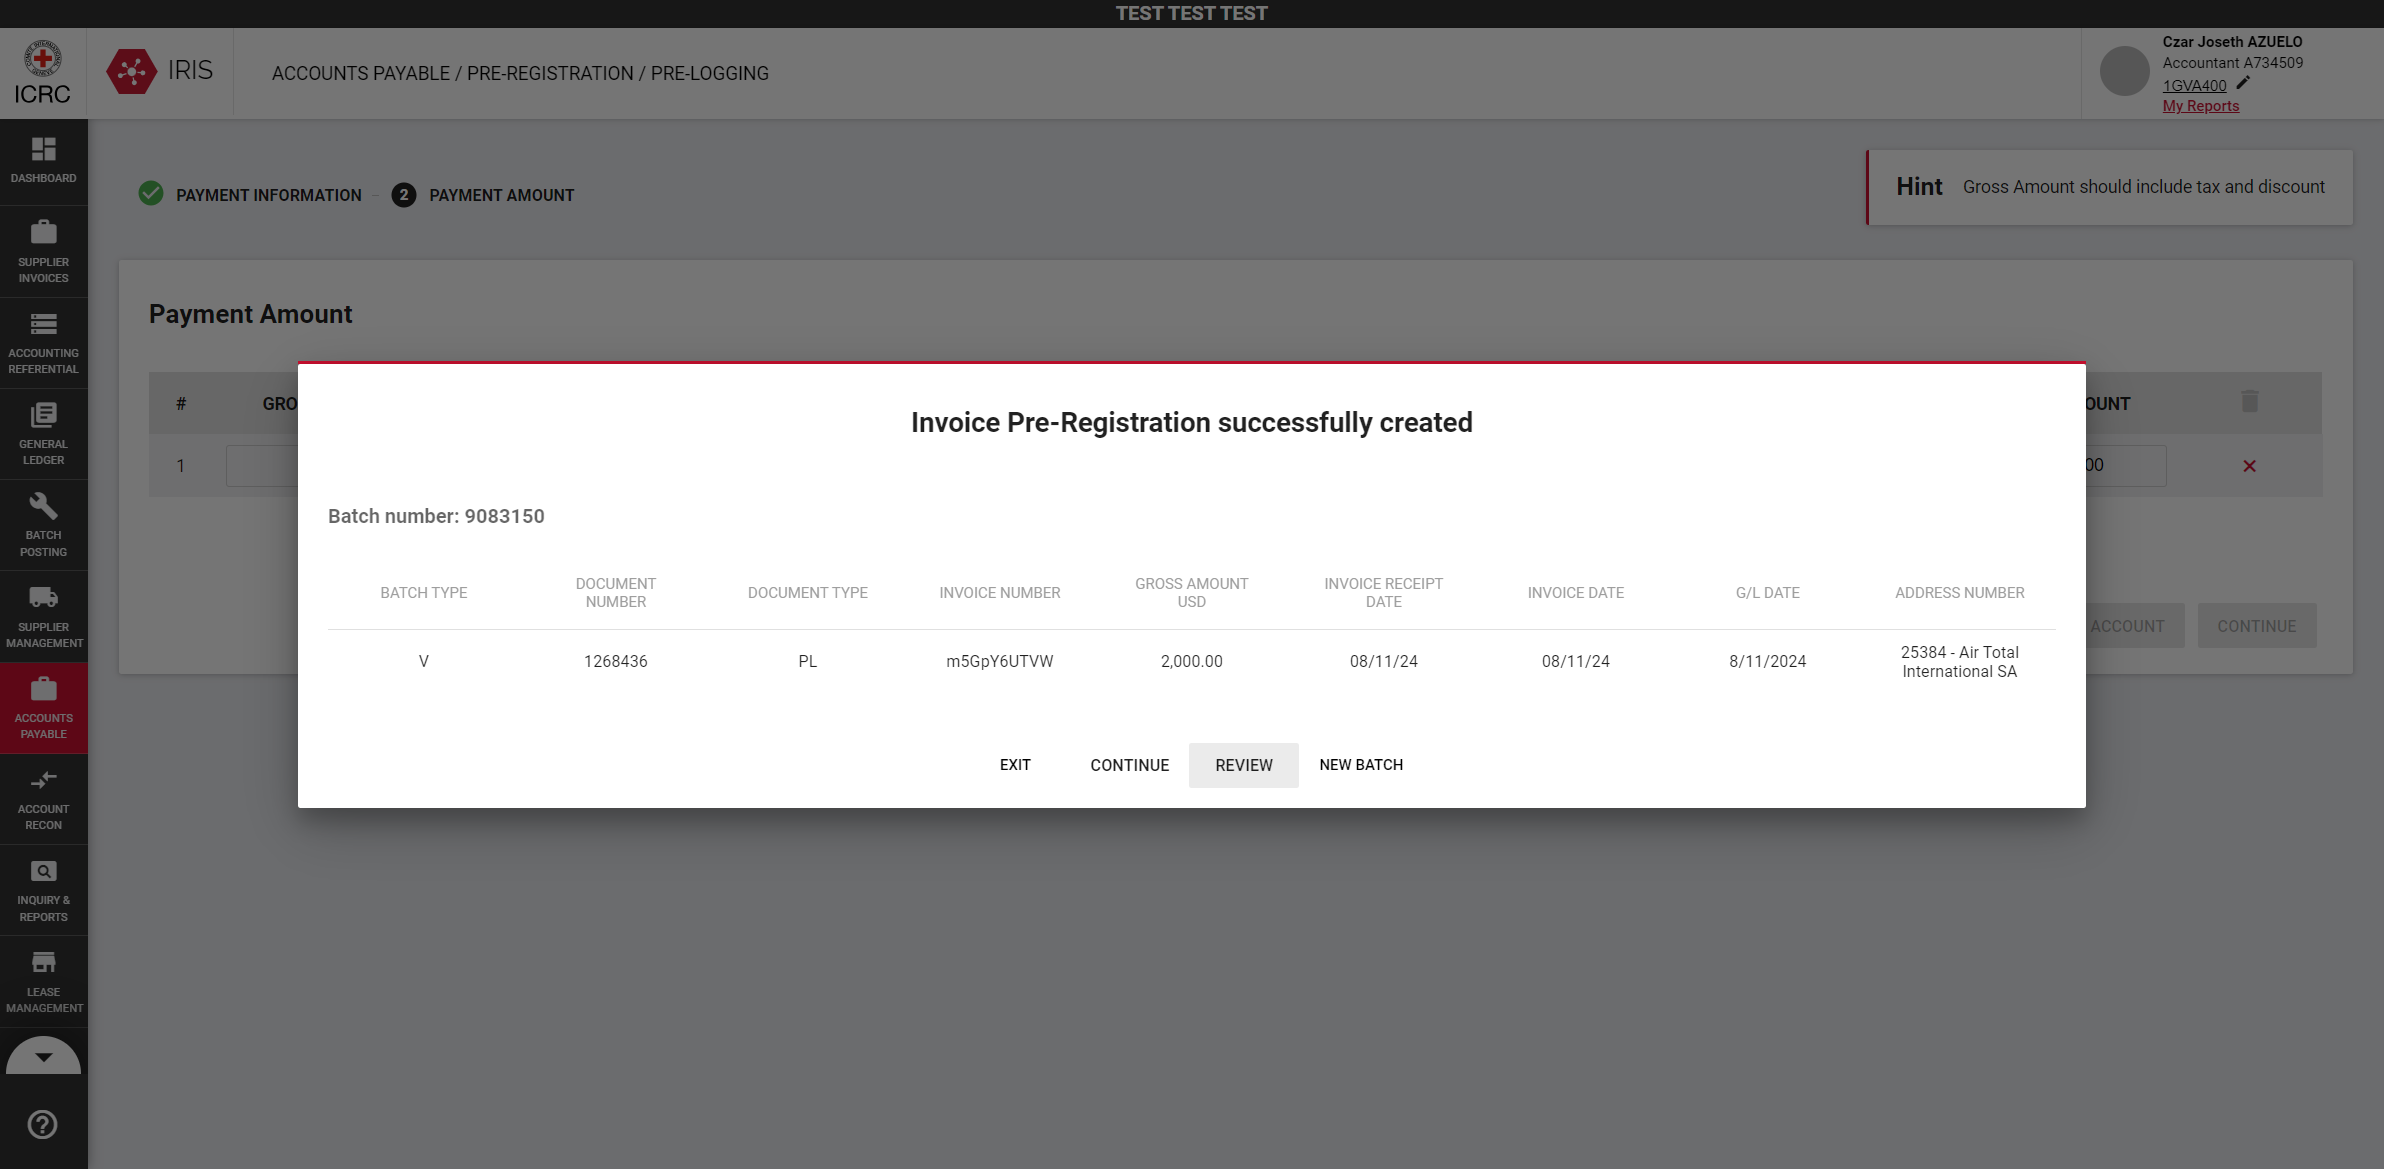 TEST TEST TEST
ICRC
IRIS
ACCOUNTS PAYABLE / PRE-REGISTRATION / PRE-LOGGING
Czar Joseth AZUELO
Accountant A734509
1GVA400
My Reports
DASHBOARD
SUPPLIER
INVOICES
ACCOUNTING
REFERENTIAL
GENERAL
LEDGER
BATCH
POSTING
SUPPLIER
MANAGEMENT
ACCOUNTS
PAYABLE
ACCOUNT
RECON
INQUIRY &
REPORTS
LEASE
MANAGEMENT
PAYMENT INFORMATION
2 PAYMENT AMOUNT
Hint Gross Amount should include tax and discount
Payment Amount
# GRO OUNT
1 00
ACCOUNT CONTINUE
Invoice Pre-Registration successfully created
Batch number: 9083150
BATCH TYPE DOCUMENT NUMBER DOCUMENT TYPE INVOICE NUMBER GROSS AMOUNT USD INVOICE RECEIPT DATE INVOICE DATE G/L DATE ADDRESS NUMBER
V 1268436 PL m5GpY6UTVW 2,000.00 08/11/24 08/11/24 8/11/2024 25384 - Air Total International SA
EXIT CONTINUE REVIEW NEW BATCH